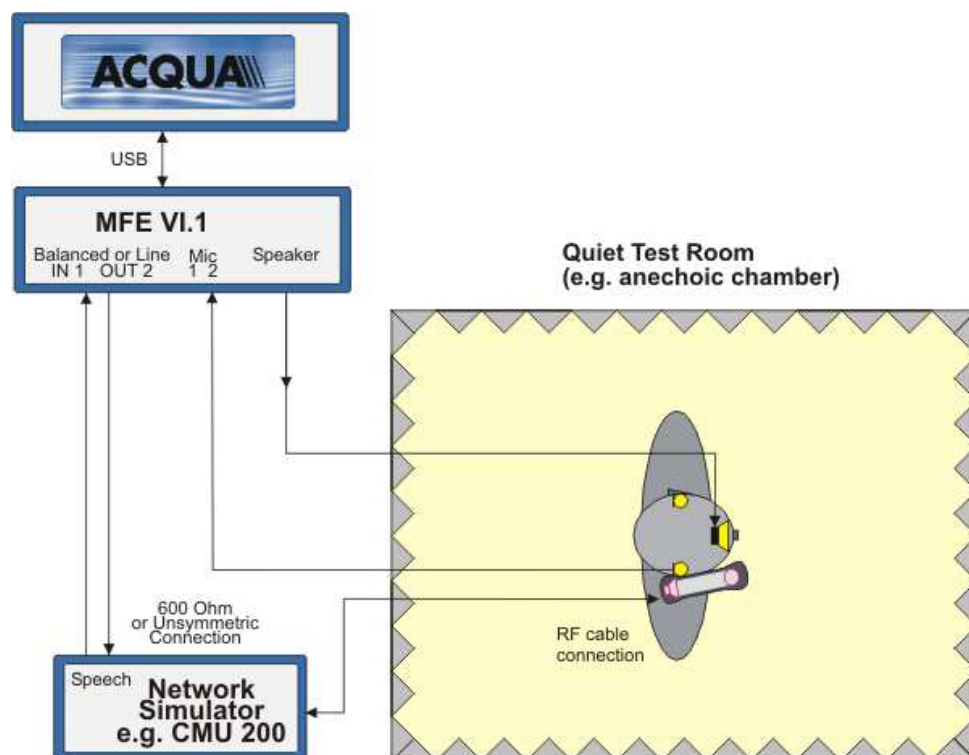 ACQUA
USB
MFE VI.1
Balanced or Line
IN 1 OUT 2
Mic
1 2
Speaker
Quiet Test Room
(e.g. anechoic chamber)
600 Ohm
or Unsymmetric
Connection
RF cable
connection
Speech
Network
Simulator
e.g. CMU 200